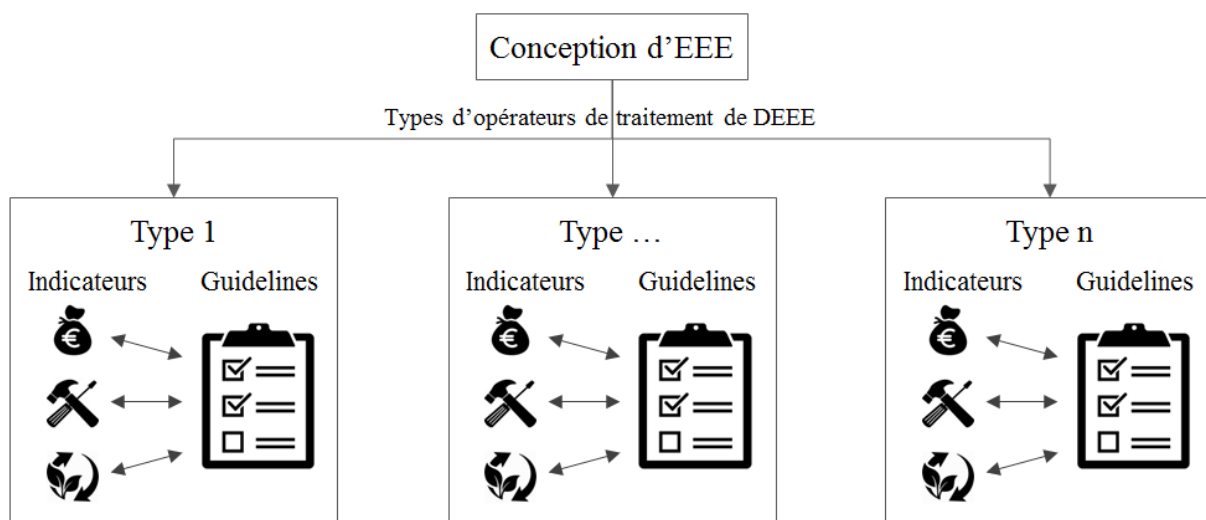 Conception d’EEE
Types d’opérateurs de traitement de DEEE
Type 1
Indicateurs Guidelines
€
Type …
Indicateurs Guidelines
€
Type n
Indicateurs Guidelines
€